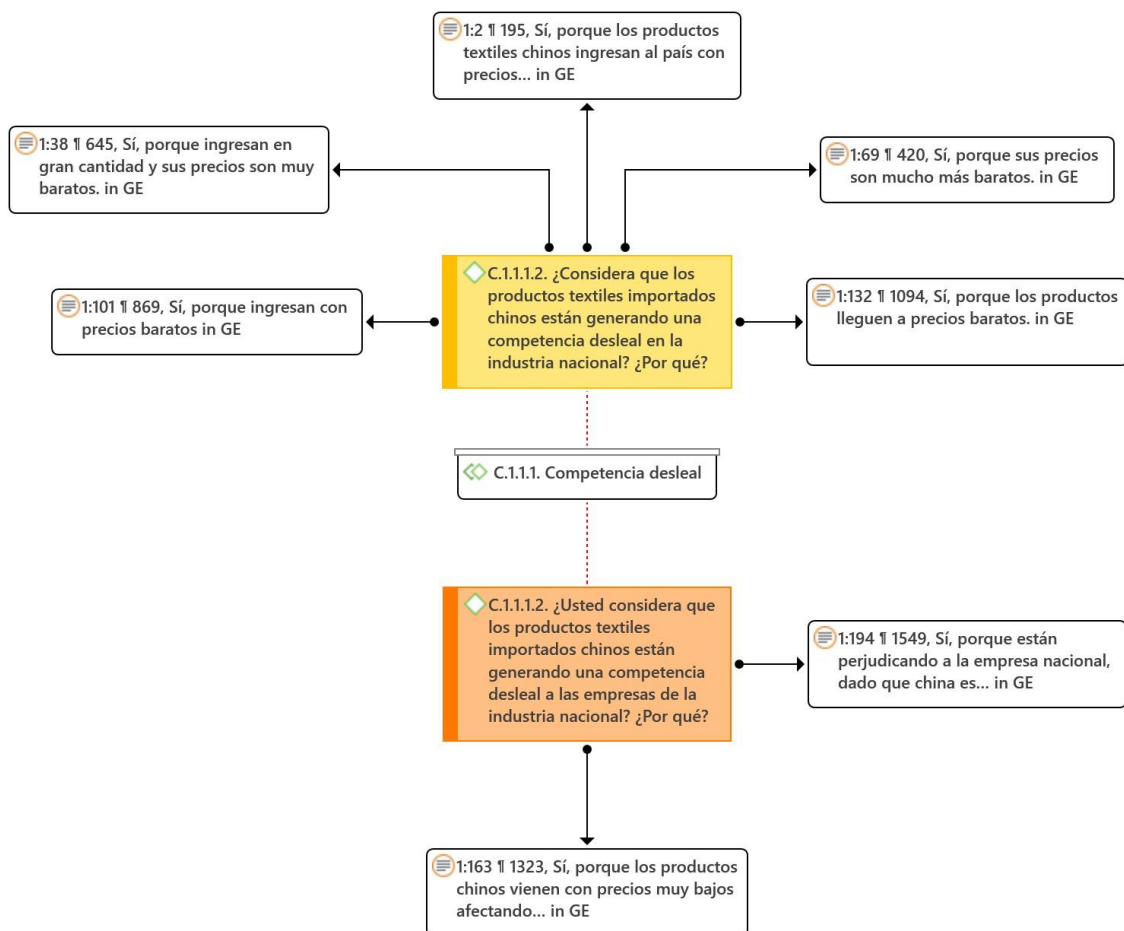 1:2 ¶ 195, Sí, porque los productos
textiles chinos ingresan al país con
precios... in GE
1:38 ¶ 645, Sí, porque ingresan en
gran cantidad y sus precios son muy
baratos. in GE
1:69 ¶ 420, Sí, porque sus precios
son mucho más baratos. in GE
C.1.1.1.2. ¿Considera que los
productos textiles importados
chinos están generando una
competencia desleal en la
industria nacional? ¿Por qué?
1:101 ¶ 869, Sí, porque ingresan con
precios baratos in GE
1:132 ¶ 1094, Sí, porque los productos
lleguen a precios baratos. in GE
C.1.1.1. Competencia desleal
C.1.1.1.2. ¿Usted considera que
los productos textiles
importados chinos están
generando una competencia
desleal a las empresas de la
industria nacional? ¿Por qué?
1:194 ¶ 1549, Sí, porque están
perjudicando a la empresa nacional,
dado que china es... in GE
1:163 ¶ 1323, Sí, porque los productos
chinos vienen con precios muy bajos
afectando... in GE